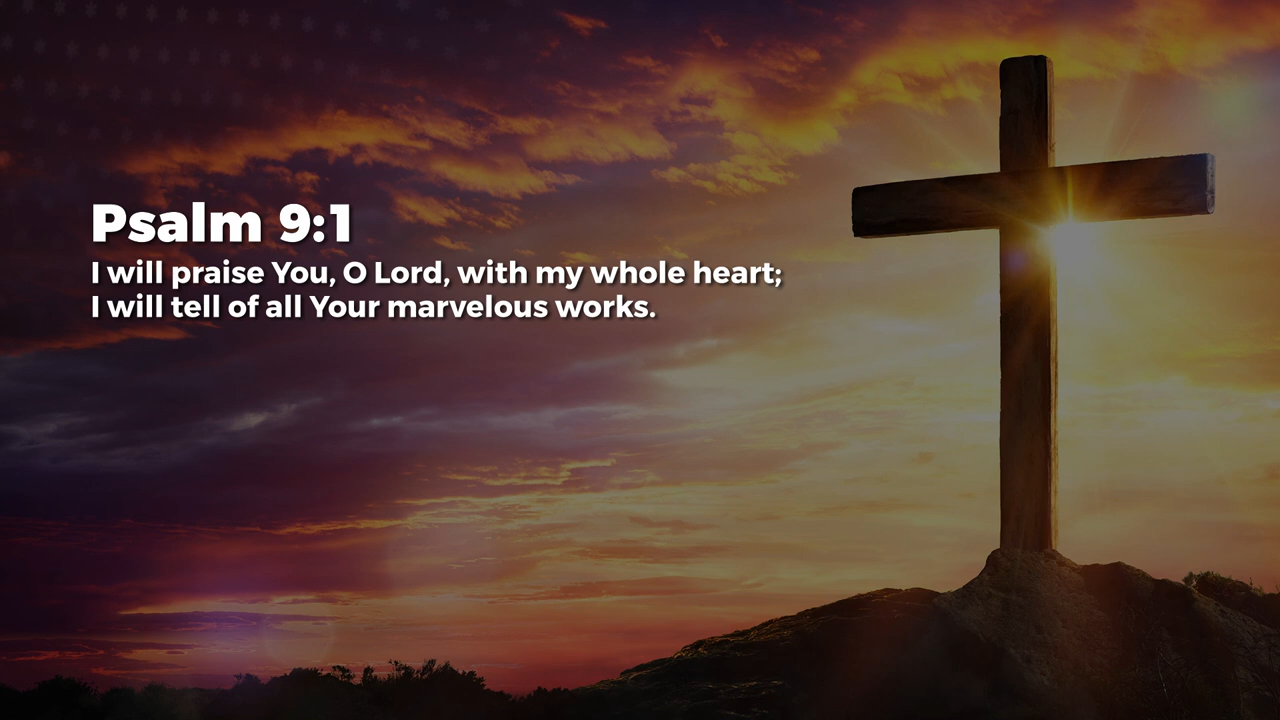 Psalm 9:1
I will praise You, O Lord, with my whole heart;
I will tell of all Your marvelous works.